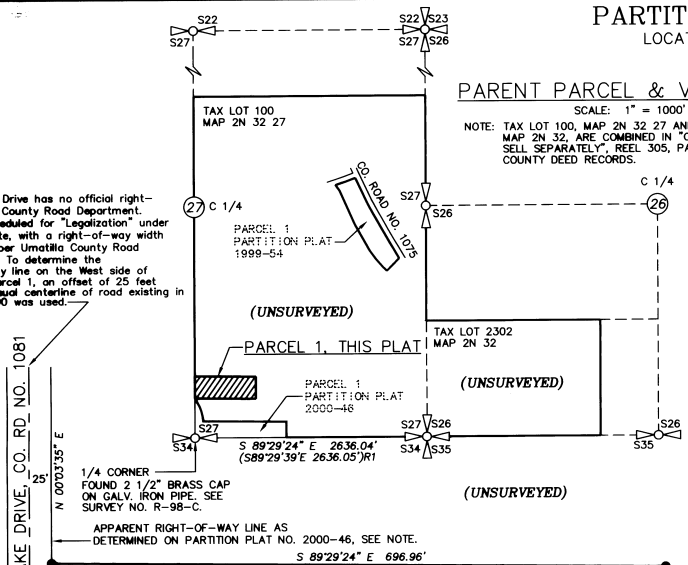 PARTIT
LOCAT
S22
S27
S22 S23
S27 S26
PARENT PARCEL & V
SCALE: 1" = 1000'
NOTE: TAX LOT 100, MAP 2N 32 27 AN
MAP 2N 32, ARE COMBINED IN "C
SELL SEPARATELY", REEL 305, PA
COUNTY DEED RECORDS.
TAX LOT 100
MAP 2N 32 27
27 C 1/4
CO. ROAD NO. 1075
PARCEL 1
PARTITION PLAT
1999-54
S27
S26
C 1/4
26
Drive has no official right-
County Road Department.
eduled for "Legalization" under
te, with a right-of-way width
per Umatilla County Road
To determine the
y line on the West side of
arcel 1, an offset of 25 feet
ual centerline of road existing in
0 was used.
(UNSURVEYED)
PARCEL 1, THIS PLAT
TAX LOT 2302
MAP 2N 32
(UNSURVEYED)
PARCEL 1
PARTITION PLAT
2000-46
S27
S34
S27 S26
S34 S35
S26
S35
S 89°29'24" E 2636.04'
(S89°29'39"E 2636.05')R1
1/4 CORNER
FOUND 2 1/2" BRASS CAP
ON GALV. IRON PIPE. SEE
SURVEY NO. R-98-C.
(UNSURVEYED)
KE DRIVE, CO. RD NO. 1081
25'
N 00°03'35" E
APPARENT RIGHT-OF-WAY LINE AS
DETERMINED ON PARTITION PLAT NO. 2000-46, SEE NOTE.
S 89°29'24" E 696.96'